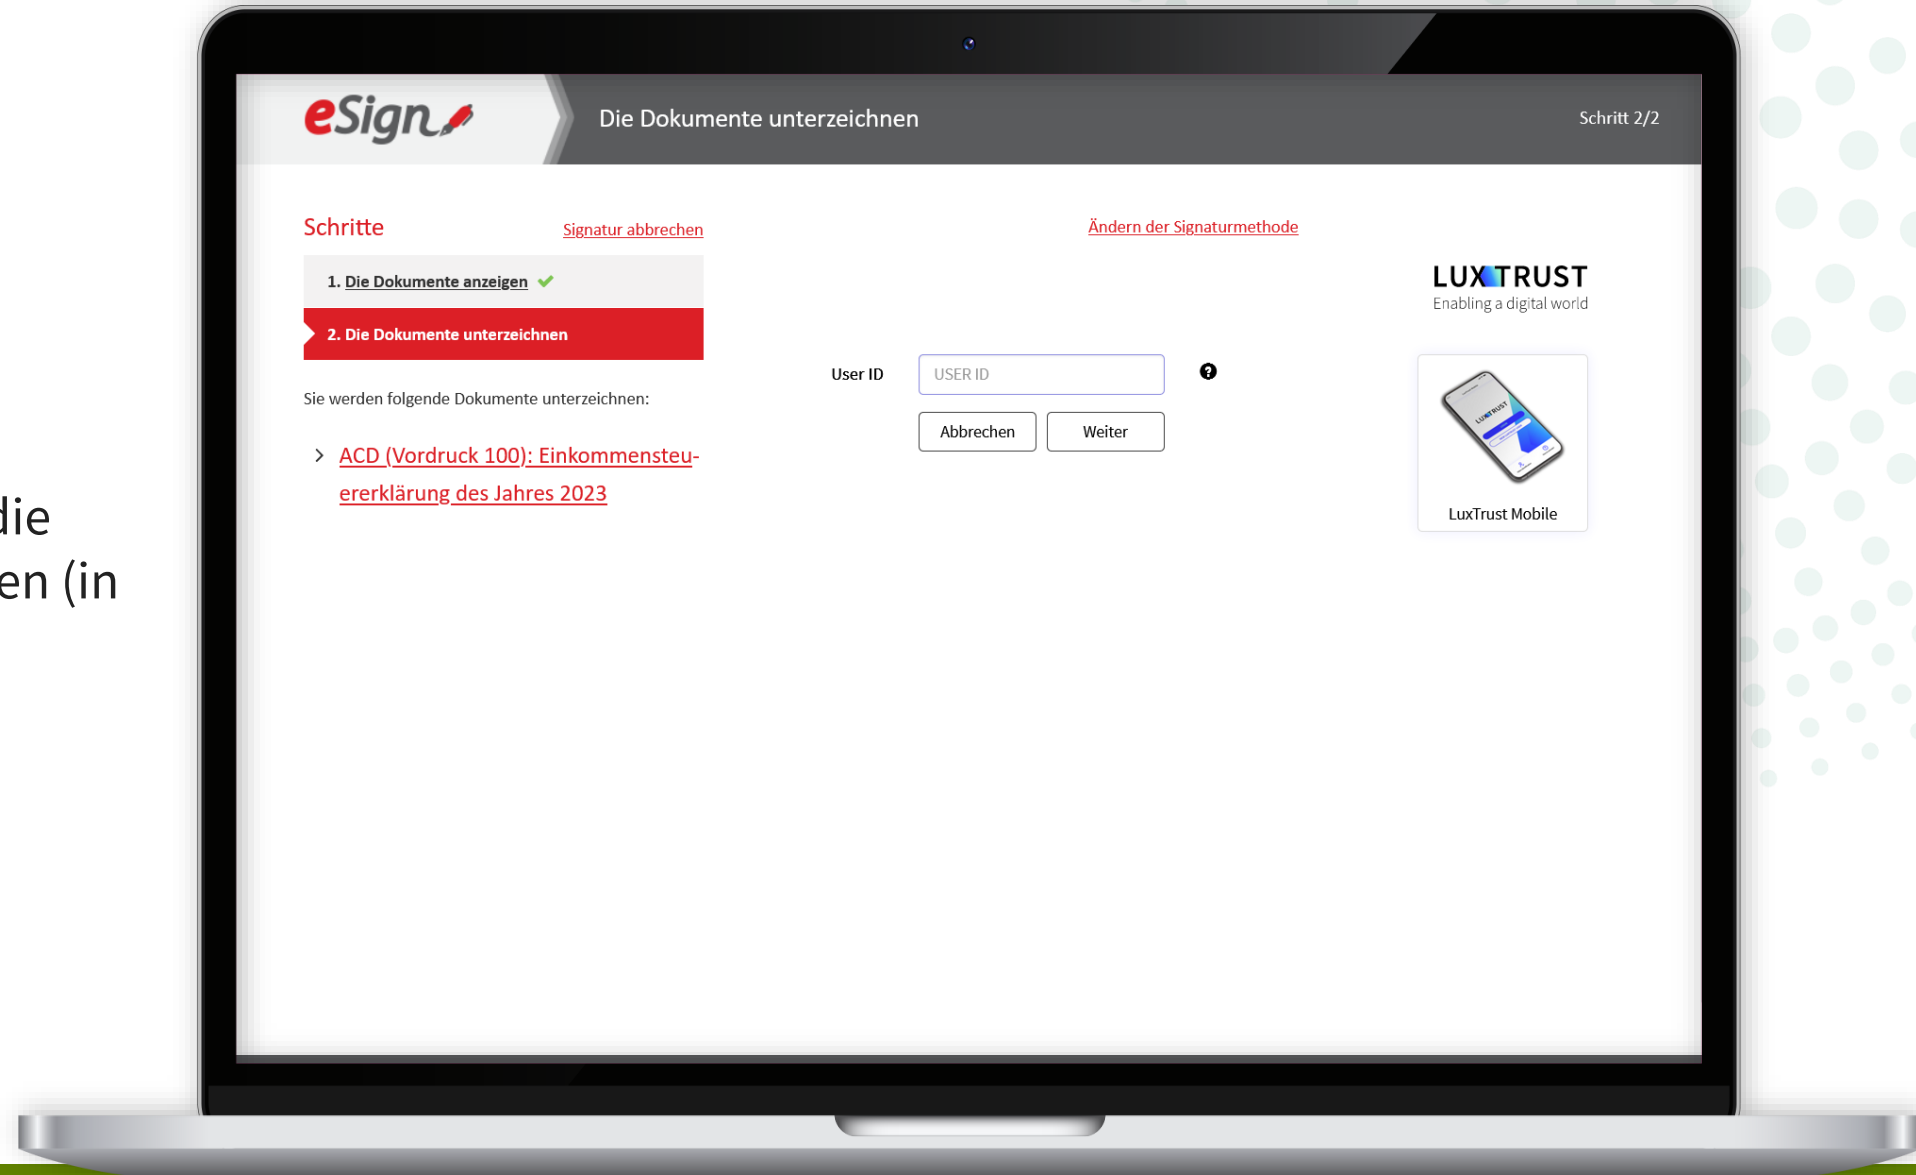 eSign
Die Dokumente unterzeichnen
Schritt 2/2
Schritte
Signatur abbrechen
1. Die Dokumente anzeigen
2. Die Dokumente unterzeichnen
Sie werden folgende Dokumente unterzeichnen:
ACD (Vordruck 100): Einkommensteu-
ererklärung des Jahres 2023
Ändern der Signaturmethode
User ID
USER ID
Abbrechen
Weiter
LUXTRUST
Enabling a digital world
LUXTRUST
LuxTrust Mobile
die
en (in